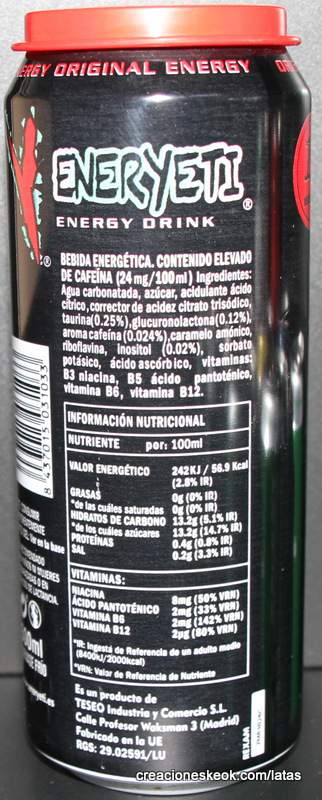 ERGY ORIGINAL ENERGY
ENERYETI®
ENERGY DRINK
BEBIDA ENERGÉTICA. CONTENIDO ELEVADO
DE CAFEÍNA (24mg/100ml) Ingredientes:
Agua carbonatada, azúcar, acidulante ácido
cítrico, corrector de acidez citrato trisódico,
taurina(0.25%), glucuronolactona(0.12%),
aroma cafeína (0.024%), caramelo amónico,
riboflavina, inositol (0.02%), sorbato
potásico, ácido ascórbico, vitaminas:
B3 niacina, B5 ácido pantoténico,
vitamina B6, vitamina B12.
INFORMACIÓN NUTRICIONAL
NUTRIENTE por: 100ml
VALOR ENERGÉTICO 242KJ / 56.9 Kcal
(2.8% IR)
GRASAS 0g (0% IR)
*de las cuáles saturadas 0g (0% IR)
HIDRATOS DE CARBONO 13.2g (5.1% IR)
*de los cuáles azúcares 13.2g (14.7% IR)
PROTEÍNAS 0.4g (0.8% IR)
SAL 0.2g (3.3% IR)
VITAMINAS:
NIACINA 8mg (50% VRN)
ÁCIDO PANTOTÉNICO 2mg (33% VRN)
VITAMINA B6 2mg (142% VRN)
VITAMINA B12 2µg (80% VRN)
*IR: Ingesta de Referencia de un adulto medio
(8400kJ/2000kcal)
*VRN: Valor de Referencia de Nutriente
Es un producto de
TESEO Industria y Comercio S.L.
Calle Profesor Waksman 3 (Madrid)
Fabricado en la UE
RGS: 29.02591/LU
REXAM
8 437015 031033
creacioneskeok.com/latas